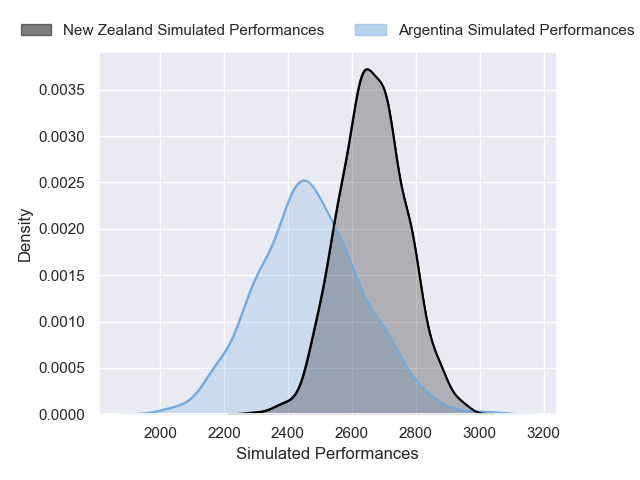 New Zealand Simulated Performances Argentina Simulated Performances
0.0035
0.0030
0.0025
0.0020
0.0015
0.0010
0.0005
0.0000
Density
2000 2200 2400 2600 2800 3000 3200
Simulated Performances